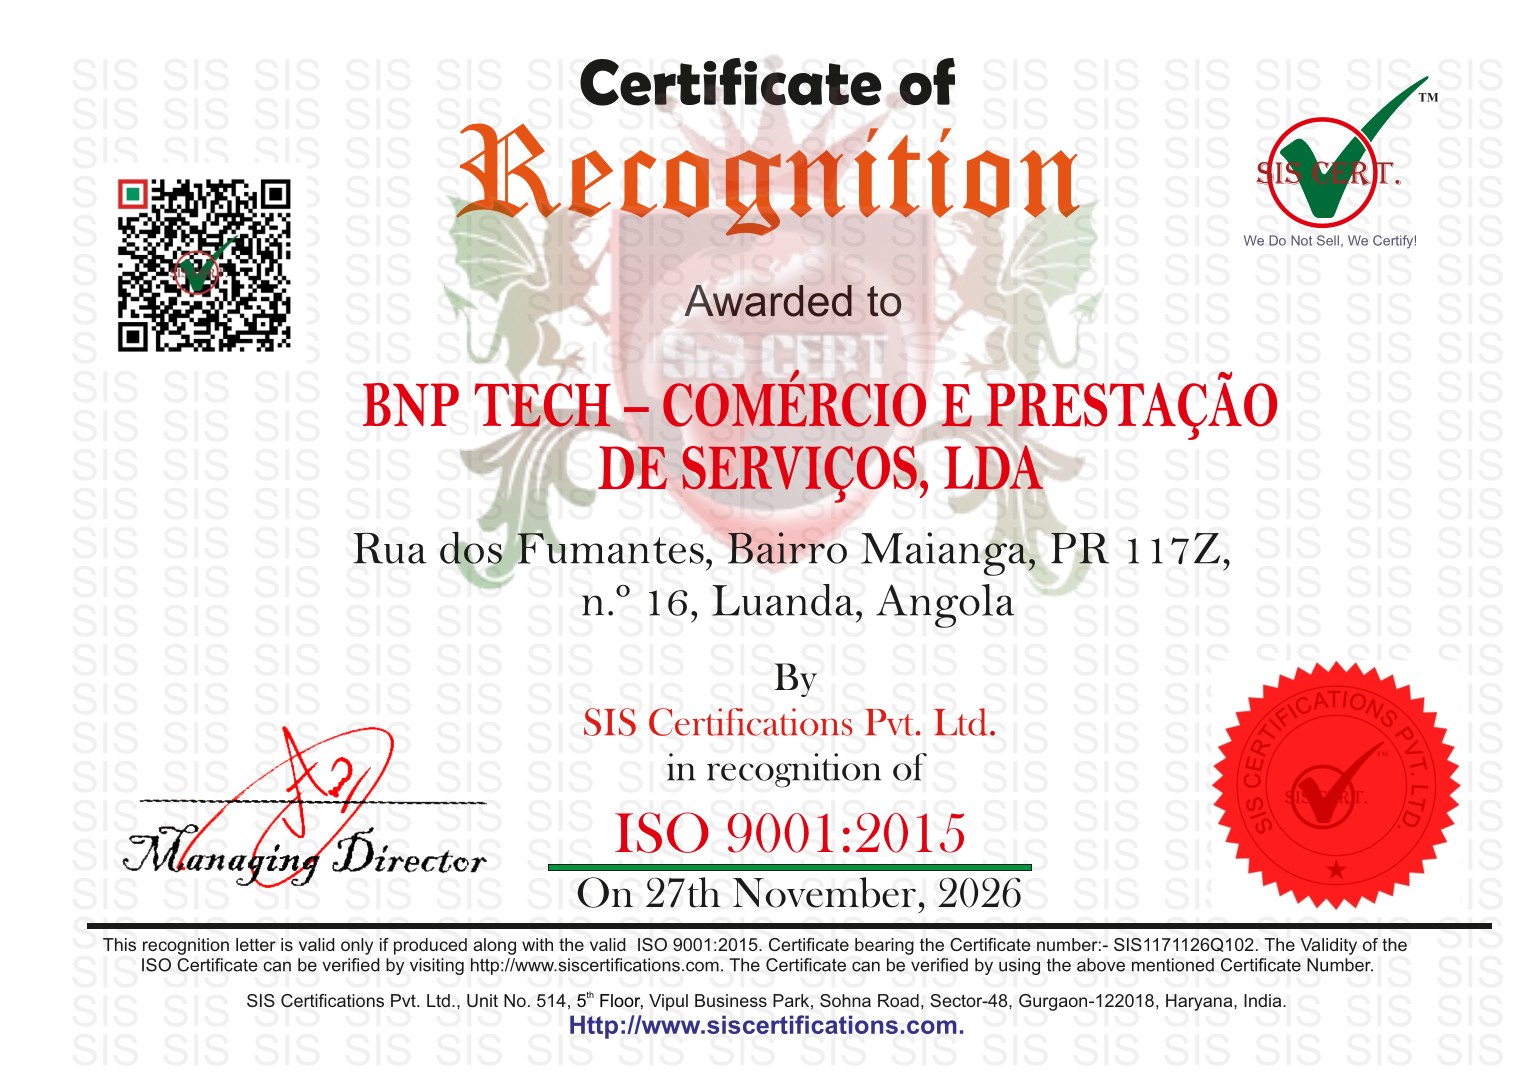 Certificate of
Recognition
SIS CERT.
TM
We Do Not Sell, We Certify!
Awarded to
SIS CERT
BNP TECH – COMÉRCIO E PRESTAÇÃO
DE SERVIÇOS, LDA
Rua dos Fumantes, Bairro Maianga, PR 117Z,
n.º 16, Luanda, Angola
By
SIS Certifications Pvt. Ltd.
in recognition of
ISO 9001:2015
On 27th November, 2026
Managing Director
SIS CERTIFICATIONS PVT. LTD.
SIS CERT.
This recognition letter is valid only if produced along with the valid ISO 9001:2015. Certificate bearing the Certificate number:- SIS1171126Q102. The Validity of the
ISO Certificate can be verified by visiting http://www.siscertifications.com. The Certificate can be verified by using the above mentioned Certificate Number.
SIS Certifications Pvt. Ltd., Unit No. 514, 5th Floor, Vipul Business Park, Sohna Road, Sector-48, Gurgaon-122018, Haryana, India.
Http://www.siscertifications.com.